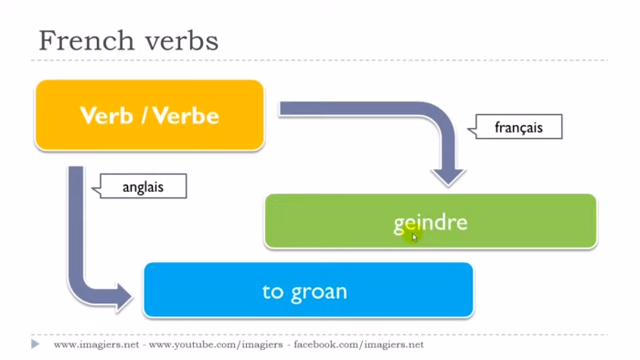 French verbs
Verb / Verbe
français
anglais
geindre
to groan
www.imagiers.net - www.youtube.com/imagiers - facebook.com/imagiers.net